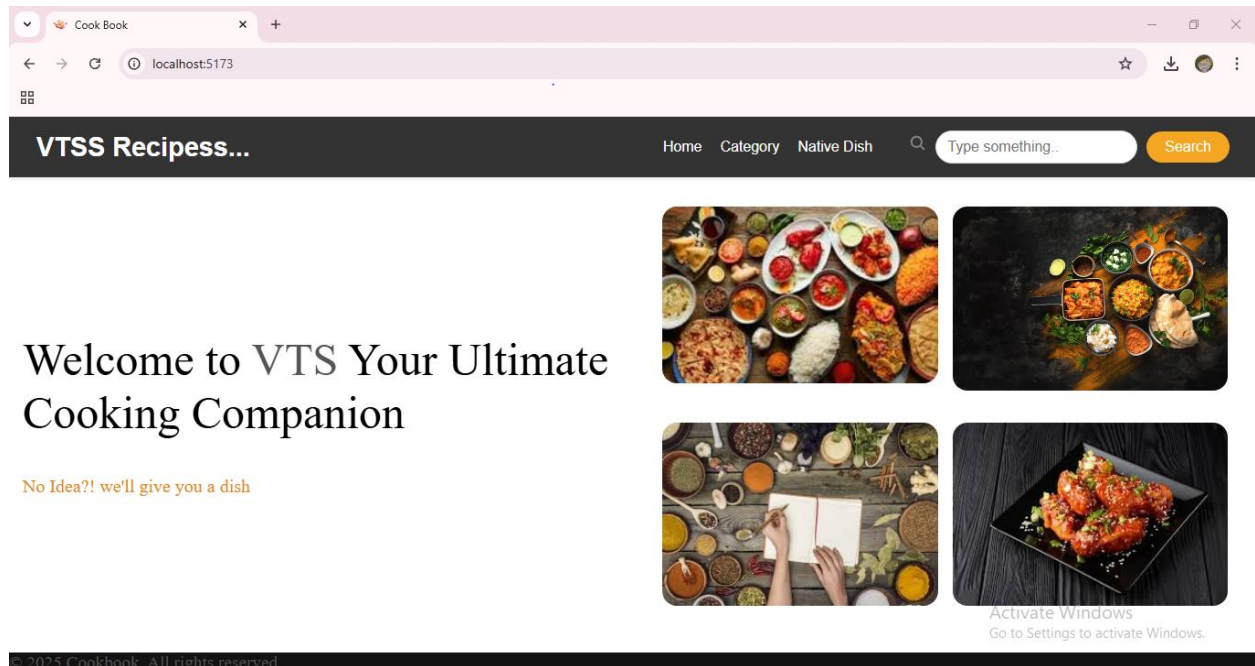 Cook Book
localhost:5173
VTSS Recipess...
Home Category Native Dish Type something.. Search
Welcome to VTS Your Ultimate
Cooking Companion
No Idea?! we'll give you a dish
Activate Windows
Go to Settings to activate Windows.
© 2025 Cookbook. All rights reserved